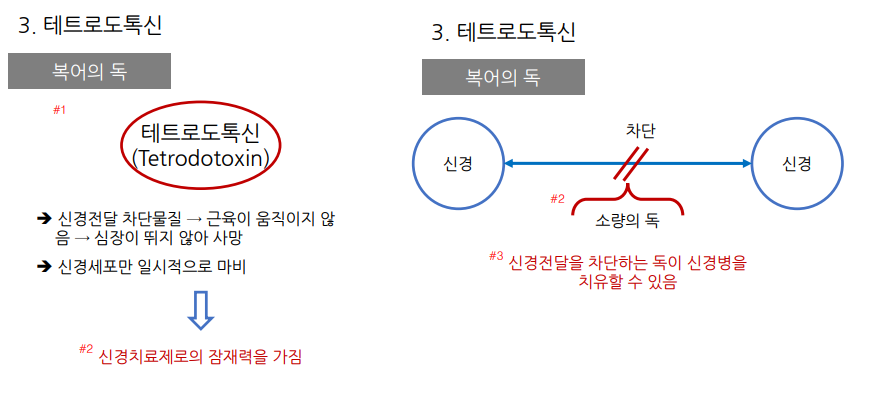 3. 테트로도톡신
복어의 독
#1
테트로도톡신
(Tetrodotoxin)
➔ 신경전달 차단물질 → 근육이 움직이지 않
음 → 심장이 뛰지 않아 사망
➔ 신경세포만 일시적으로 마비
#2 신경치료제로의 잠재력을 가짐
3. 테트로도톡신
복어의 독
신경
차단
신경
#2
소량의 독
#3 신경전달을 차단하는 독이 신경병을
치유할 수 있음